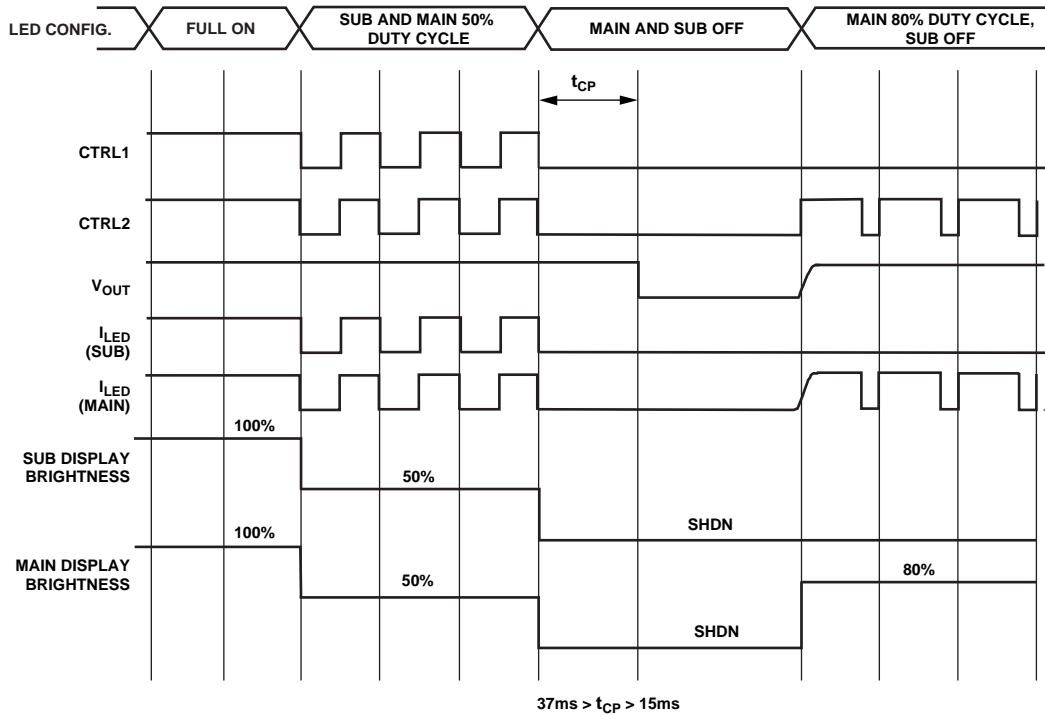 LED CONFIG.
FULL ON
SUB AND MAIN 50%
DUTY CYCLE
MAIN AND SUB OFF
MAIN 80% DUTY CYCLE,
SUB OFF
tCP
CTRL1
CTRL2
VOUT
ILED
(SUB)
ILED
(MAIN)
100%
SUB DISPLAY
BRIGHTNESS
50%
SHDN
100%
MAIN DISPLAY
BRIGHTNESS
50%
80%
SHDN
37ms > tCP > 15ms